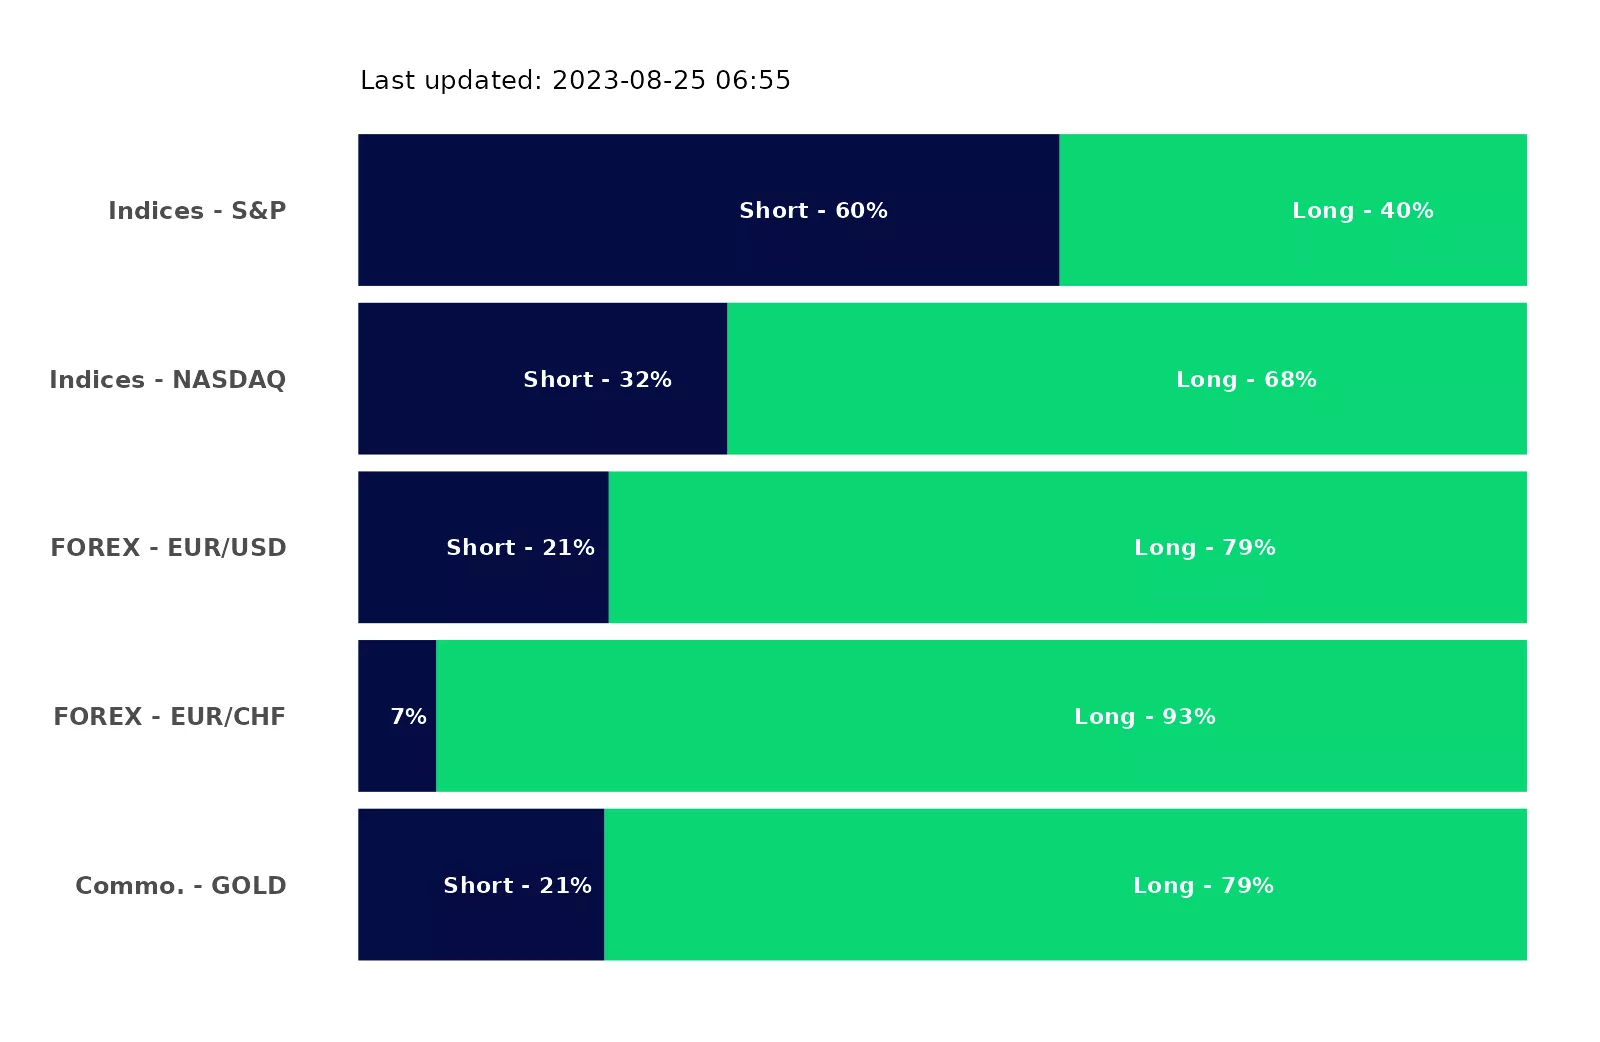 Last updated: 2023-08-25 06:55
Indices - S&P Short - 60% Long - 40%
Indices - NASDAQ Short - 32% Long - 68%
FOREX - EUR/USD Short - 21% Long - 79%
FOREX - EUR/CHF 7% Long - 93%
Commo. - GOLD Short - 21% Long - 79%